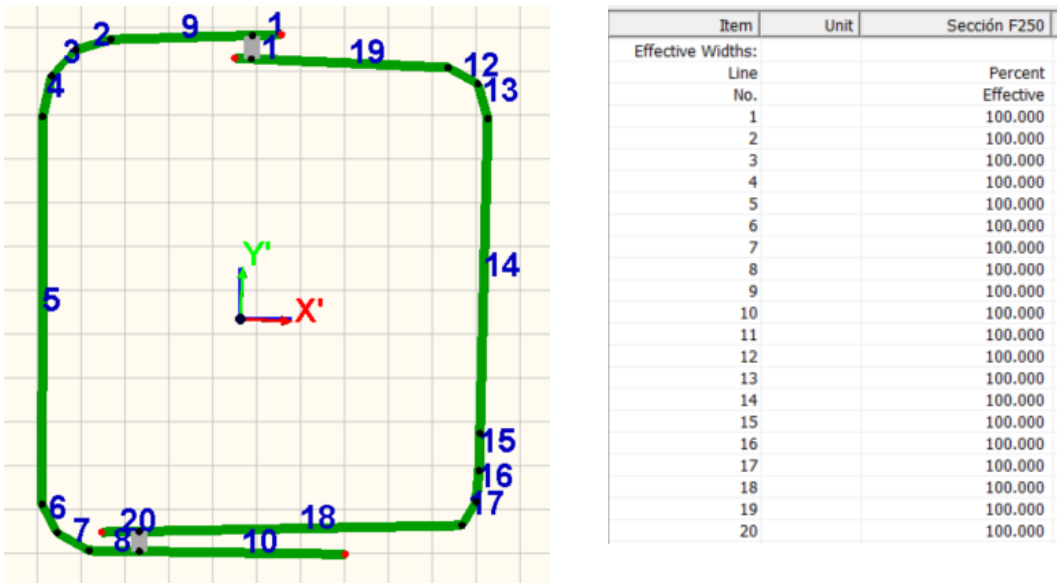 2 9 1
3 1 19 12
4 13
Y'
14
5 X'
15
16
6 17
7 20 18
8 10
Item Unit Sección F250
Effective Widths:
Line Percent
No. Effective
1 100.000
2 100.000
3 100.000
4 100.000
5 100.000
6 100.000
7 100.000
8 100.000
9 100.000
10 100.000
11 100.000
12 100.000
13 100.000
14 100.000
15 100.000
16 100.000
17 100.000
18 100.000
19 100.000
20 100.000